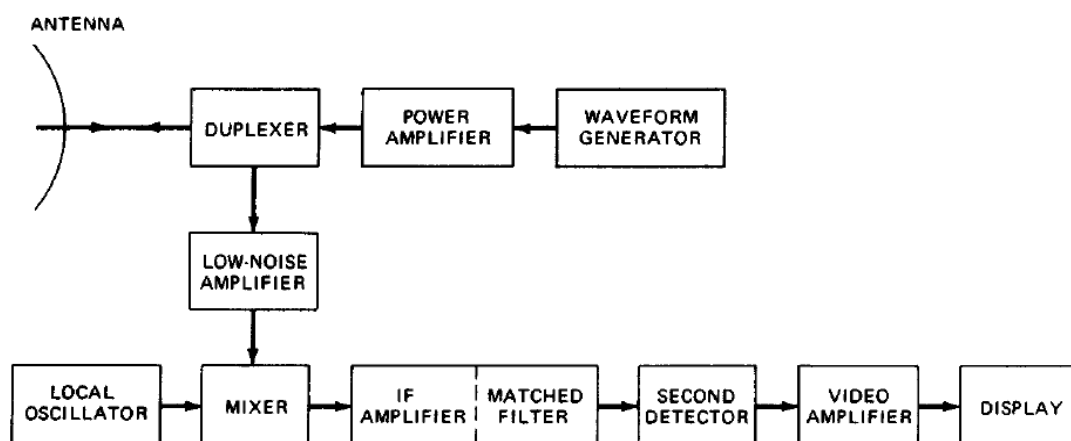 ANTENNA
DUPLEXER
POWER
AMPLIFIER
WAVEFORM
GENERATOR
LOW-NOISE
AMPLIFIER
LOCAL
OSCILLATOR
MIXER
IF
AMPLIFIER
MATCHED
FILTER
SECOND
DETECTOR
VIDEO
AMPLIFIER
DISPLAY